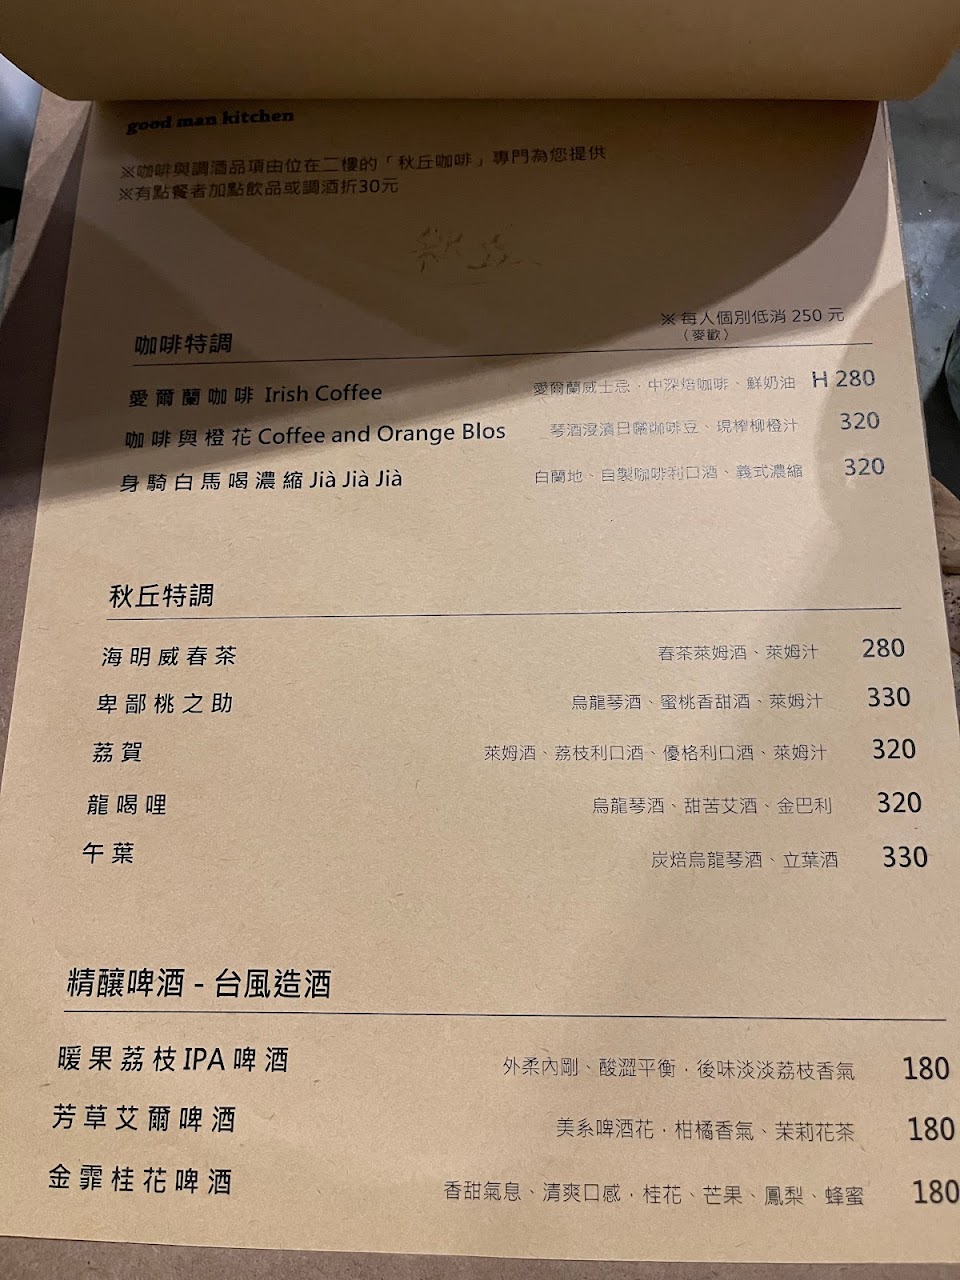 good man kitchen
※咖啡與調酒品項由位在二樓的「秋丘咖啡」專門為您提供
※有點餐者加點飲品或調酒折30元
秋丘
※ 每人個別低消 250 元
（麥歡）
咖啡特調
愛爾蘭咖啡 Irish Coffee 愛爾蘭威士忌，中深焙咖啡、鮮奶油 H 280
咖啡與橙花 Coffee and Orange Blos 琴酒浸漬日曬咖啡豆、現榨柳橙汁 320
身騎白馬喝濃縮 Jià Jià Jià 白蘭地、自製咖啡利口酒、義式濃縮 320
秋丘特調
海明威春茶 春茶萊姆酒、萊姆汁 280
卑鄙桃之助 烏龍琴酒、蜜桃香甜酒、萊姆汁 330
荔賀 萊姆酒、荔枝利口酒、優格利口酒、萊姆汁 320
龍喝哩 烏龍琴酒、甜苦艾酒、金巴利 320
午葉 炭焙烏龍琴酒、立葉酒 330
精釀啤酒 - 台風造酒
暖果荔枝IPA啤酒 外柔內剛、酸澀平衡，後味淡淡荔枝香氣 180
芳草艾爾啤酒 美系啤酒花，柑橘香氣、茉莉花茶 180
金霏桂花啤酒 香甜氣息、清爽口感，桂花、芒果、鳳梨、蜂蜜 180